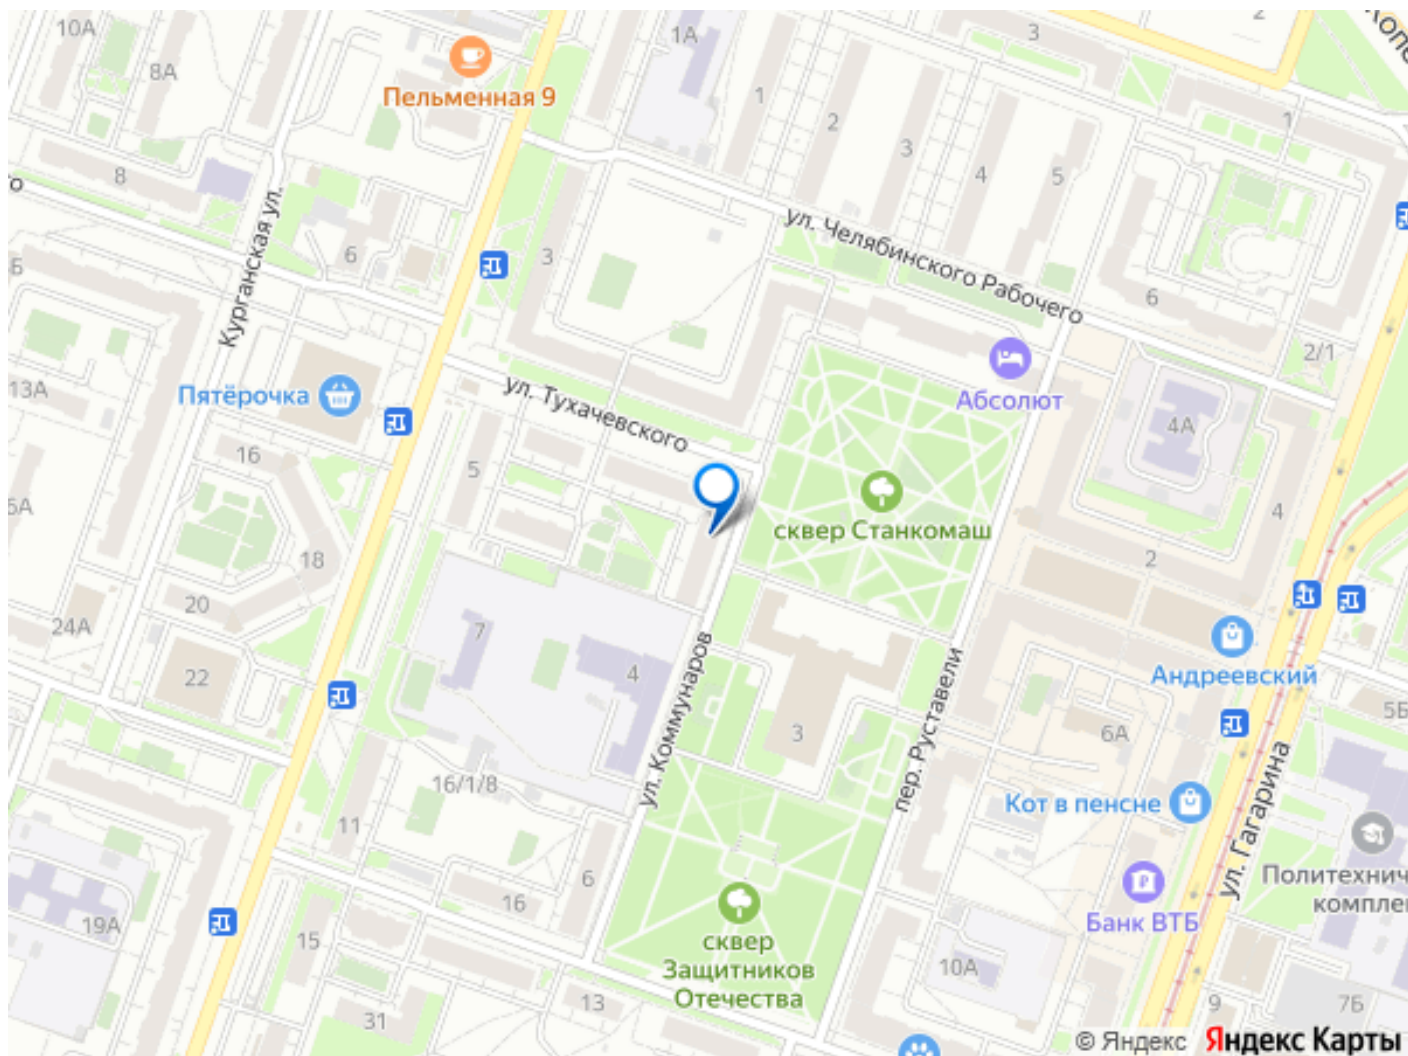 10А
8А
Пельменная 9
1А
3
2
1
2
3
4
5
1
8
Курганская ул.
6
3
ул. Челябинского Рабочего
6
2/1
Абсолют
13А
Пятёрочка
ул. Тухачевского
4А
16
5
сквер Станкомаш
4
2
18
20
24А
22
7
4
ул. Коммунаров
3
пер. Руставели
Андреевский
6А
5Б
16/1/8
Кот в пенсне
ул. Гагарина
11
6
16
Банк ВТБ
Политехнич
комплек
19А
15
сквер
Защитников
Отечества
10А
13
31
9
7Б
© Яндекс Яндекс Карты